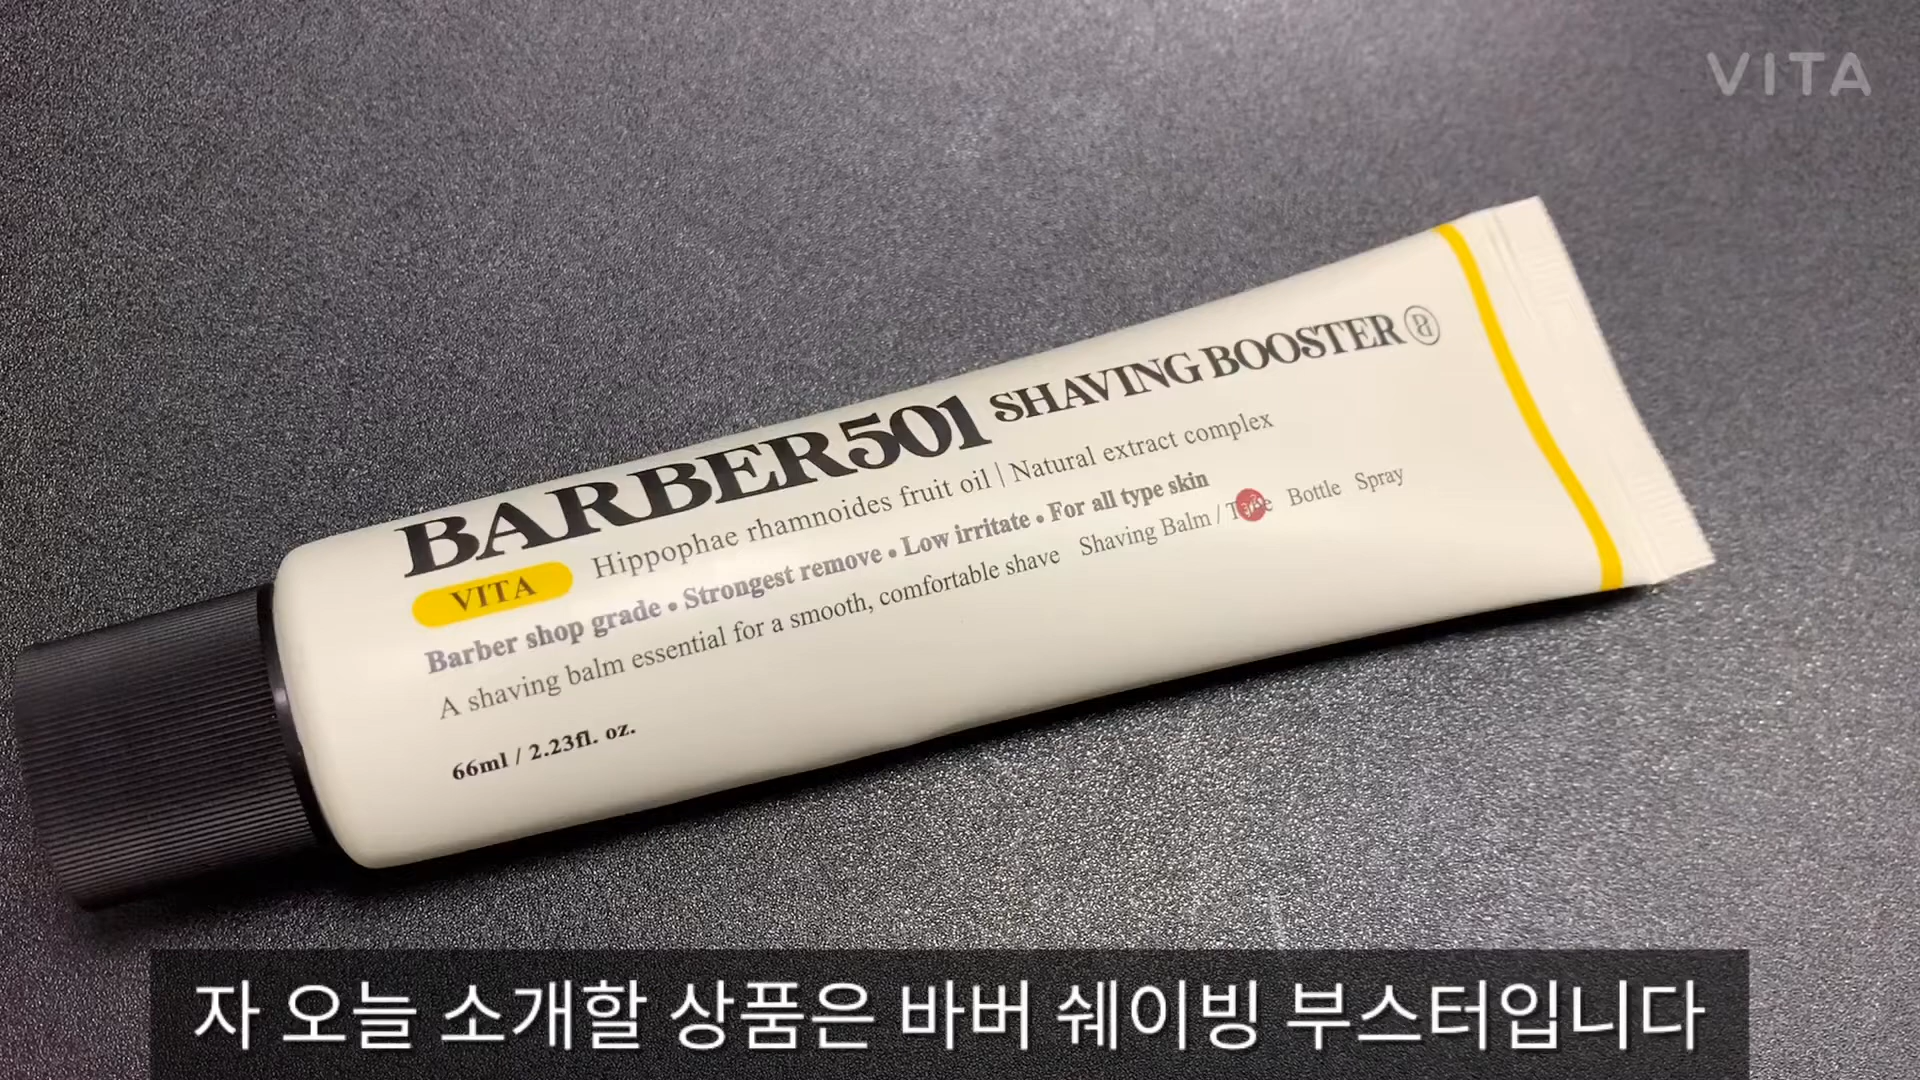 VITA
BARBER501 SHAVING BOOSTER
VITA Hippophae rhamnoides fruit oil | Natural extract complex
Barber shop grade • Strongest remove • Low irritate • For all type skin
A shaving balm essential for a smooth, comfortable shave Shaving Balm / Bottle Spray
66ml / 2.23fl. oz.
자 오늘 소개할 상품은 바버 쉐이빙 부스터입니다